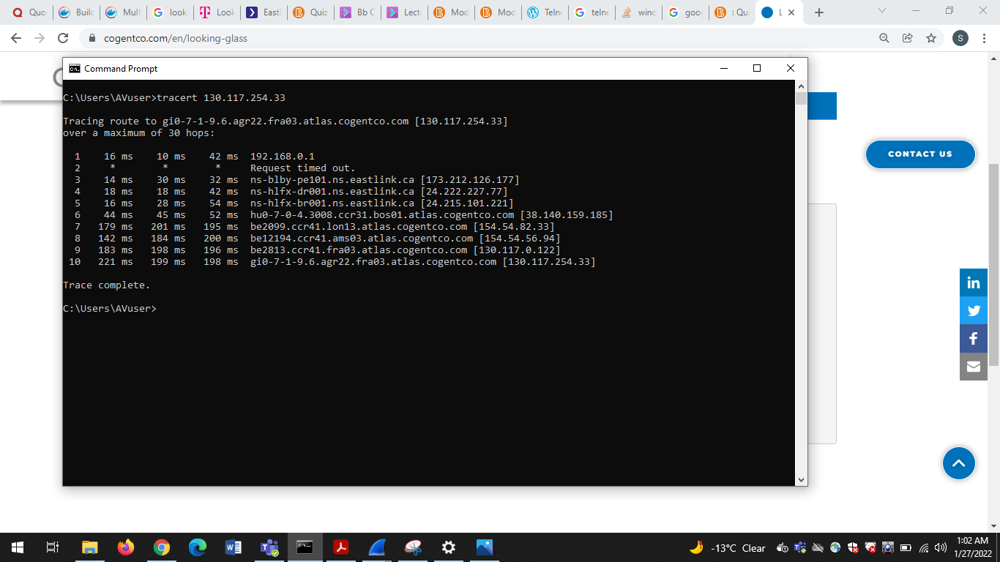 Quo
Build
Mult
look
Look
Eastl
Quiz
Bb C
Lect
Mod
Mod
Telne
telne
wind
goog
: Qui
L
cogentco.com/en/looking-glass
S
Command Prompt
C:\Users\AVuser>tracert 130.117.254.33
Tracing route to gi0-7-1-9.6.agr22.fra03.atlas.cogentco.com [130.117.254.33]
over a maximum of 30 hops:
1 16 ms 10 ms 42 ms 192.168.0.1
2 * * * Request timed out.
3 14 ms 30 ms 32 ms ns-blby-pe101.ns.eastlink.ca [173.212.126.177]
4 18 ms 18 ms 42 ms ns-hlfx-dr001.ns.eastlink.ca [24.222.227.77]
5 16 ms 28 ms 54 ms ns-hlfx-br001.ns.eastlink.ca [24.215.101.221]
6 44 ms 45 ms 52 ms hu0-7-0-4.3008.ccr31.bos01.atlas.cogentco.com [38.140.159.185]
7 179 ms 201 ms 195 ms be2099.ccr41.lon13.atlas.cogentco.com [154.54.82.33]
8 142 ms 184 ms 200 ms be12194.ccr41.ams03.atlas.cogentco.com [154.54.56.94]
9 183 ms 198 ms 196 ms be2813.ccr41.fra03.atlas.cogentco.com [130.117.0.122]
10 221 ms 199 ms 198 ms gi0-7-1-9.6.agr22.fra03.atlas.cogentco.com [130.117.254.33]
Trace complete.
C:\Users\AVuser>
CONTACT US
-13°C Clear
1:02 AM
1/27/2022